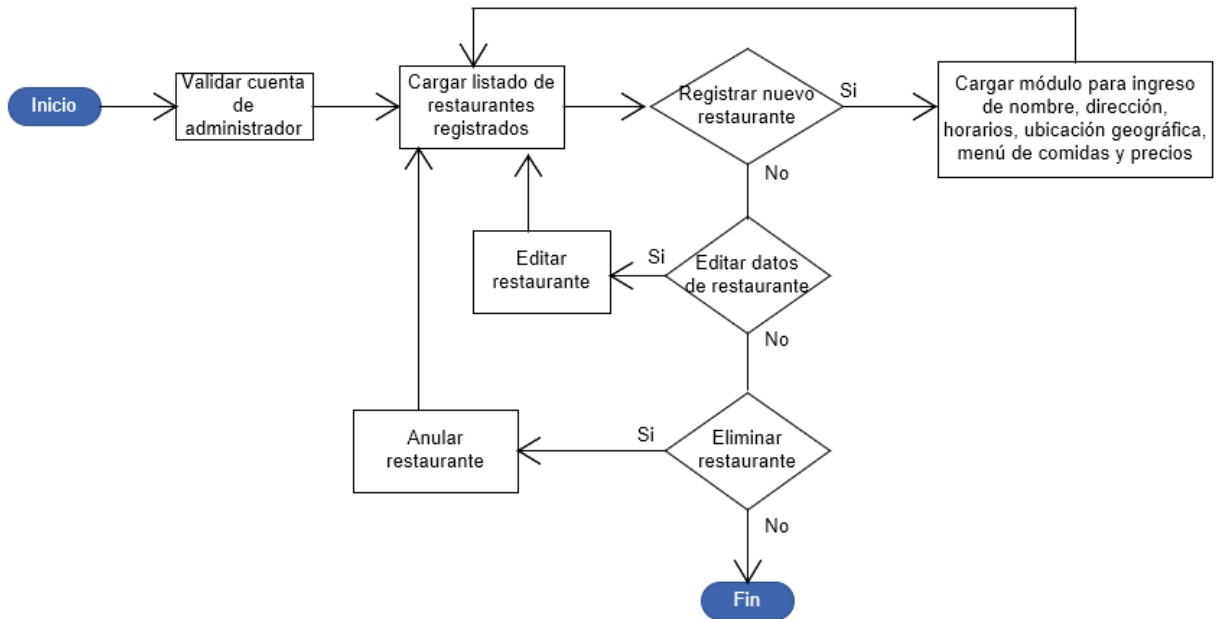 Inicio
Validar cuenta
de
administrador
Cargar listado de
restaurantes
registrados
Registrar nuevo
restaurante
Si
Cargar módulo para ingreso
de nombre, dirección,
horarios, ubicación geográfica,
menú de comidas y precios
No
Editar
restaurante
Si
Editar datos
de restaurante
No
Anular
restaurante
Si
Eliminar
restaurante
No
Fin